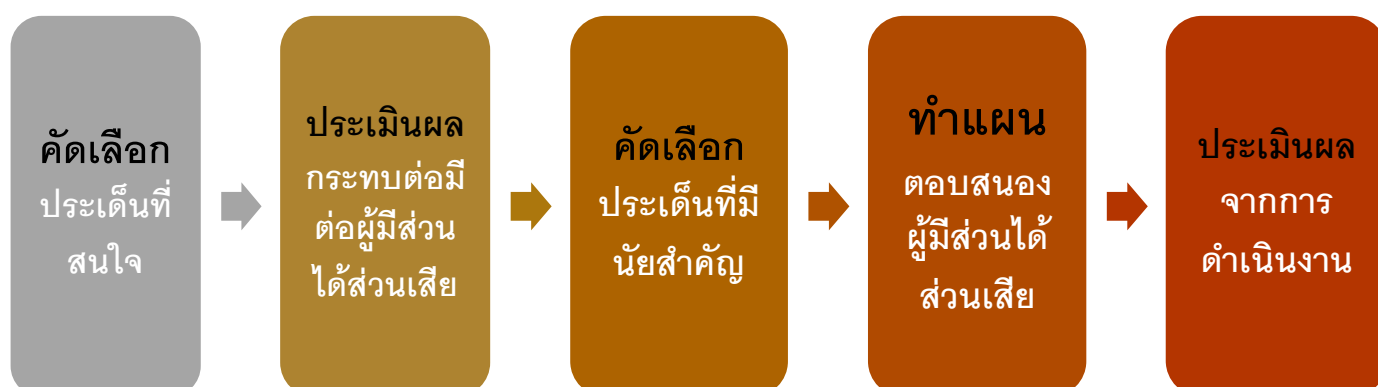 คัดเลือก
ประเด็นที่
สนใจ
ประเมินผล
กระทบต่อมี
ต่อผู้มีส่วน
ได้ส่วนเสีย
คัดเลือก
ประเด็นที่มี
นัยสำคัญ
ทำแผน
ตอบสนอง
ผู้มีส่วนได้
ส่วนเสีย
ประเมินผล
จากการ
ดำเนินงาน